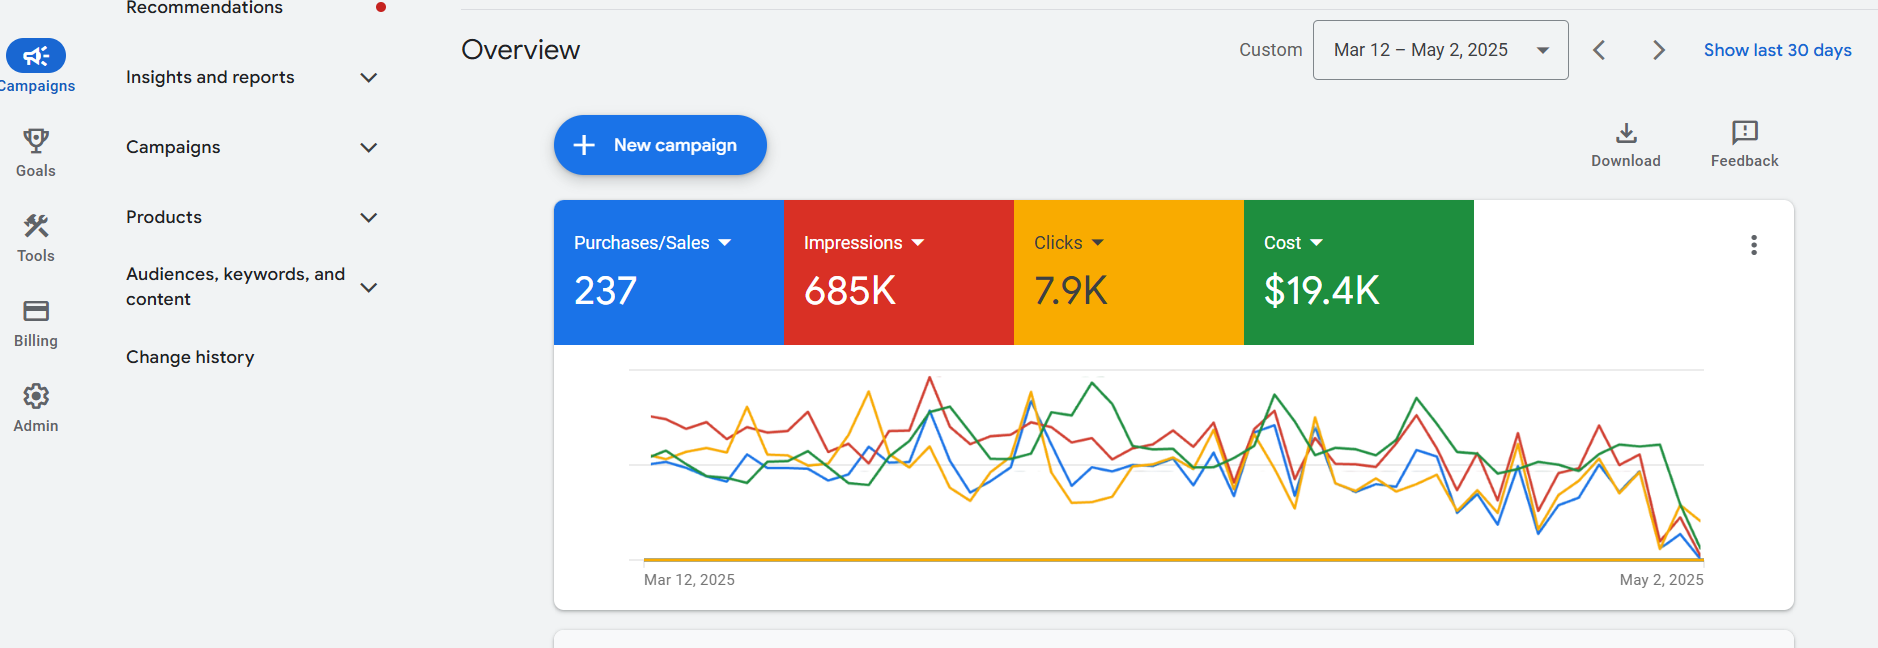 Recommendations
Campaigns
Goals
Tools
Billing
Admin
Insights and reports
Campaigns
Products
Audiences, keywords, and
content
Change history
Overview
Custom
Mar 12 – May 2, 2025
Show last 30 days
New campaign
Download
Feedback
Purchases/Sales
237
Impressions
685K
Clicks
7.9K
Cost
$19.4K
Mar 12, 2025
May 2, 2025